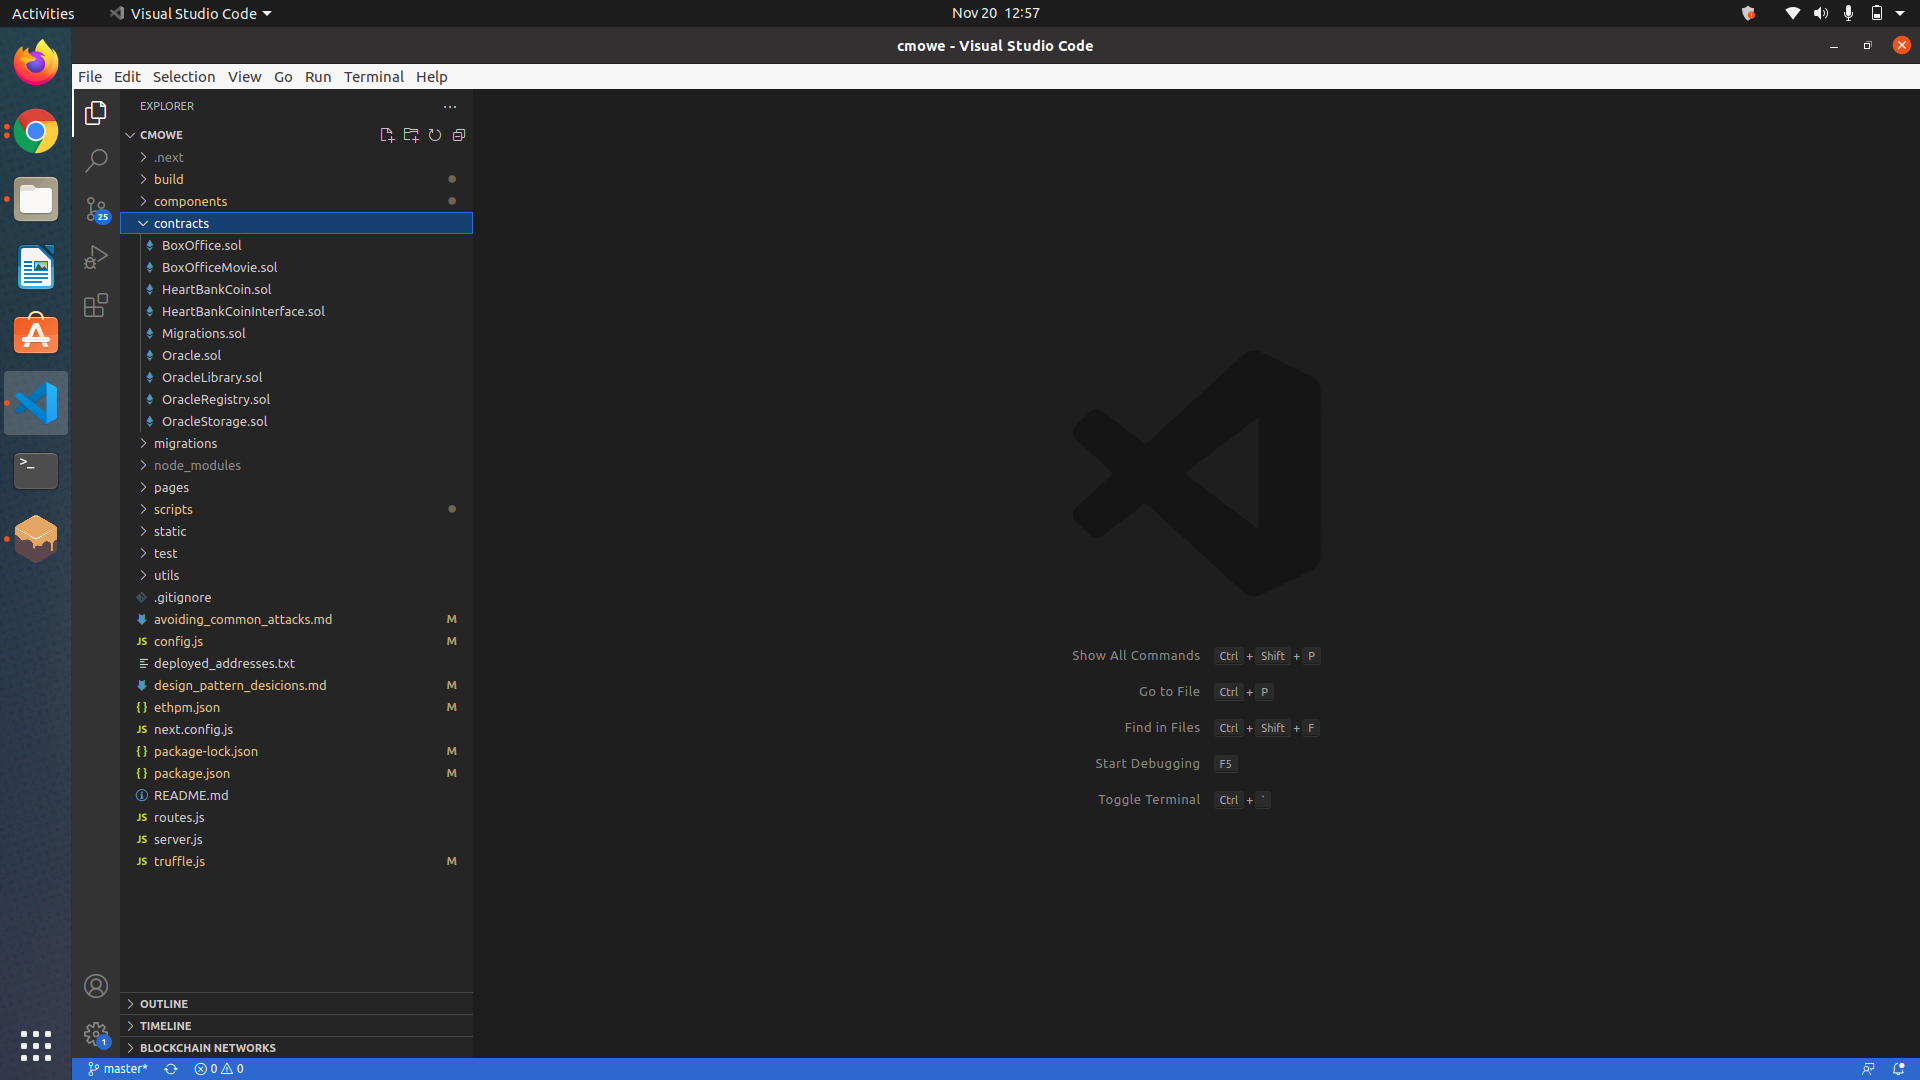 Activities Visual Studio Code Nov 20 12:57
cmowe - Visual Studio Code
File Edit Selection View Go Run Terminal Help
EXPLORER
CMOWE
.next
build
components
contracts
BoxOffice.sol
BoxOfficeMovie.sol
HeartBankCoin.sol
HeartBankCoinInterface.sol
Migrations.sol
Oracle.sol
OracleLibrary.sol
OracleRegistry.sol
OracleStorage.sol
migrations
node_modules
pages
scripts
static
test
utils
.gitignore
avoiding_common_attacks.md M
JS config.js M
deployed_addresses.txt
design_pattern_desicions.md M
{} ethpm.json M
JS next.config.js
{} package-lock.json M
{} package.json M
README.md
JS routes.js
JS server.js
JS truffle.js M
25
Show All Commands Ctrl + Shift + P
Go to File Ctrl + P
Find in Files Ctrl + Shift + F
Start Debugging F5
Toggle Terminal Ctrl + `
OUTLINE
TIMELINE
BLOCKCHAIN NETWORKS
1
master* 0 0